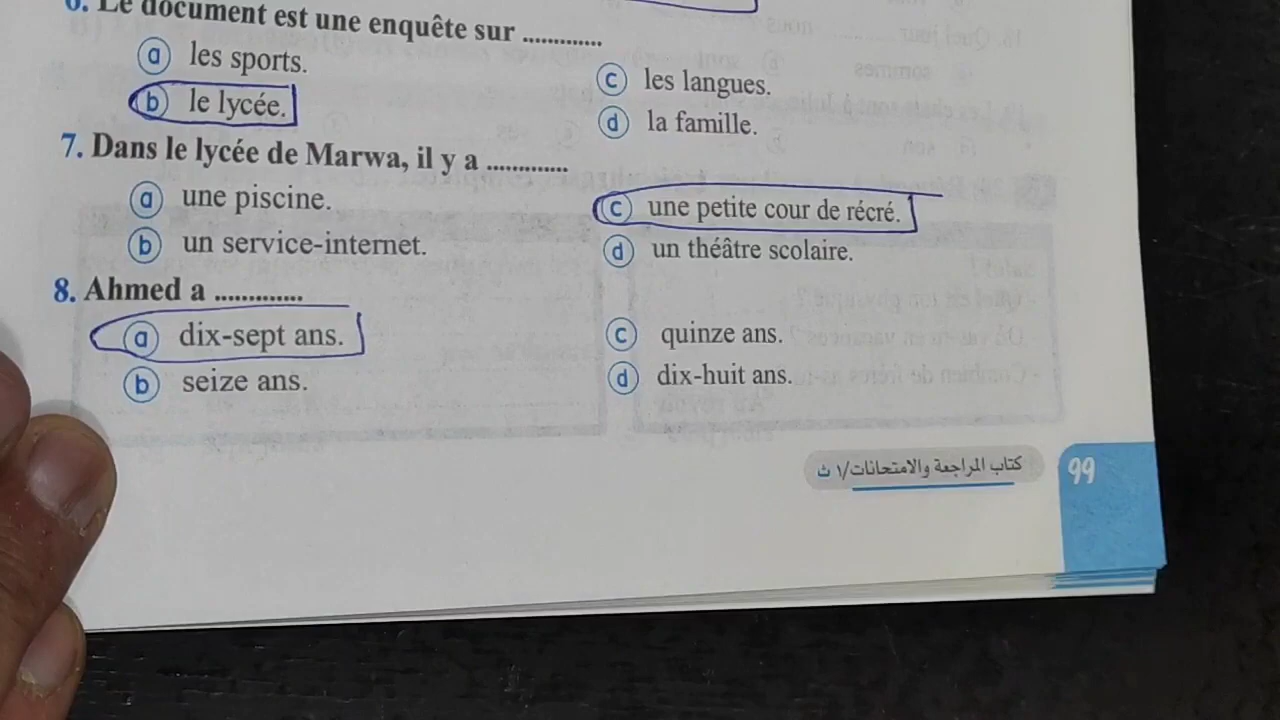 6. Le document est une enquête sur .............
a les sports.
b le lycée.
c les langues.
d la famille.
7. Dans le lycée de Marwa, il y a .............
a une piscine.
b un service-internet.
c une petite cour de récré.
d un théâtre scolaire.
8. Ahmed a .............
a dix-sept ans.
b seize ans.
c quinze ans.
d dix-huit ans.
كتاب المراجعة والامتحانات/١ ث
99